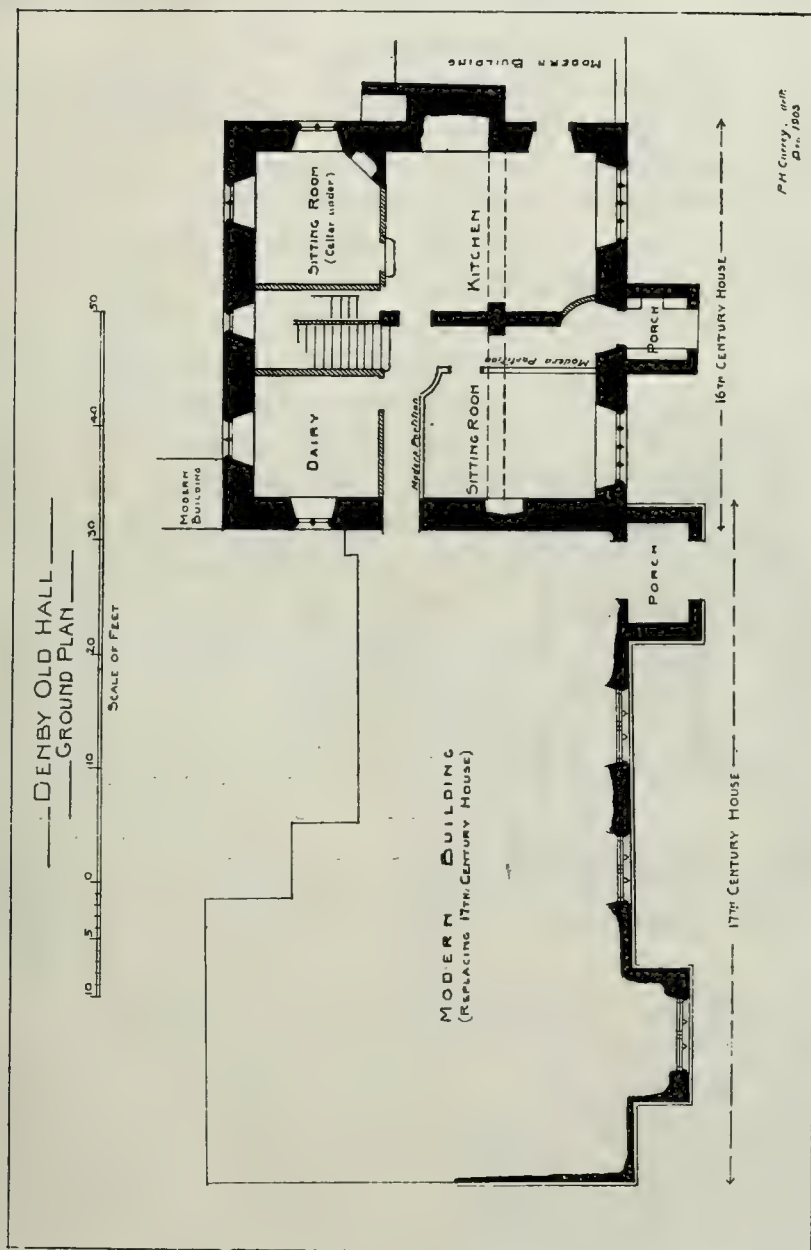 DENBY OLD HALL
GROUND PLAN
10 5 0 10 20 30 40 50
SCALE OF FEET
MODERN
BUILDING
DAIRY
SITTING ROOM
(Cellar under)
MODERN BUILDING
Modern Partition
SITTING ROOM
Modern Partition
KITCHEN
PORCH
PORCH
MODERN BUILDING
(REPLACING 17TH. CENTURY HOUSE)
17TH CENTURY HOUSE
16TH CENTURY HOUSE
P H Currey, delt.
Dec. 1903